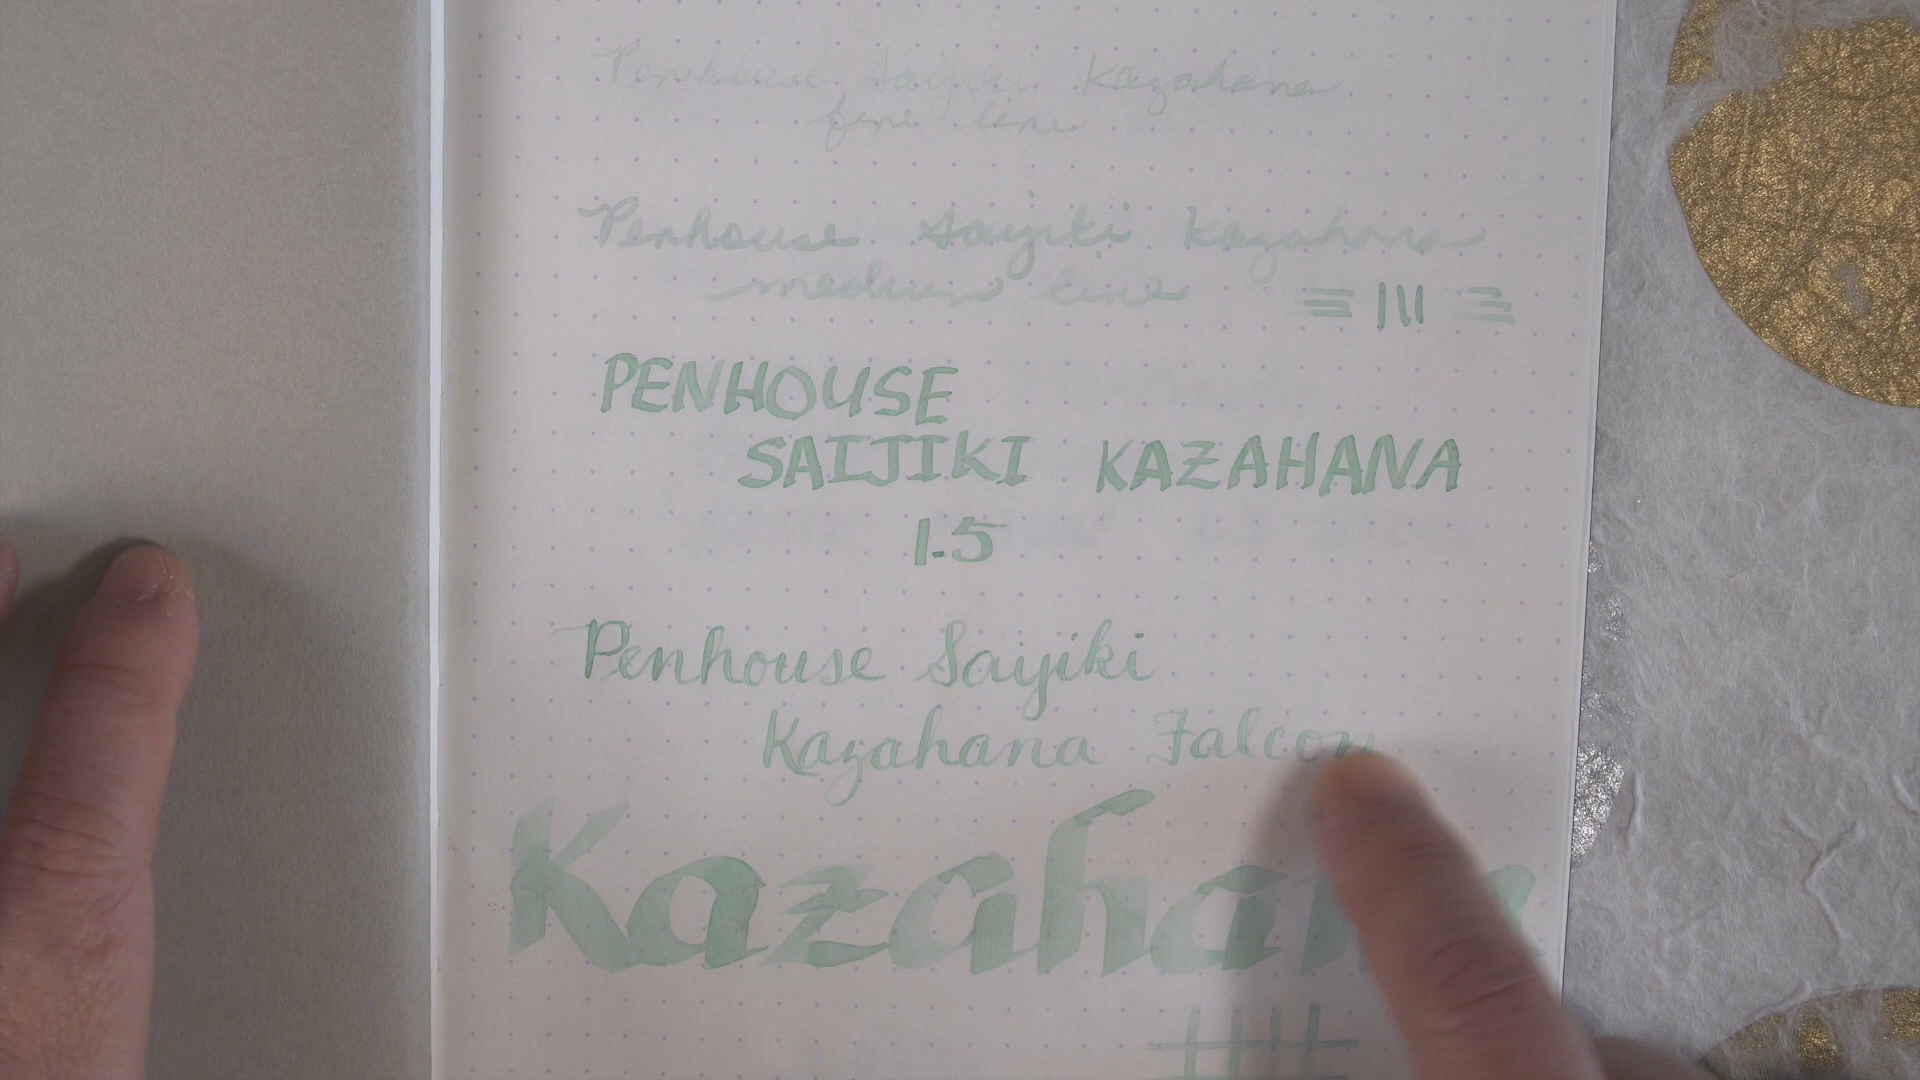 Penhouse Saijiki Kazahana
fine line
Penhouse Saijiki Kazahana
medium line
PENHOUSE
SAIJIKI KAZAHANA
1.5
Penhouse Saijiki
Kazahana Falcon